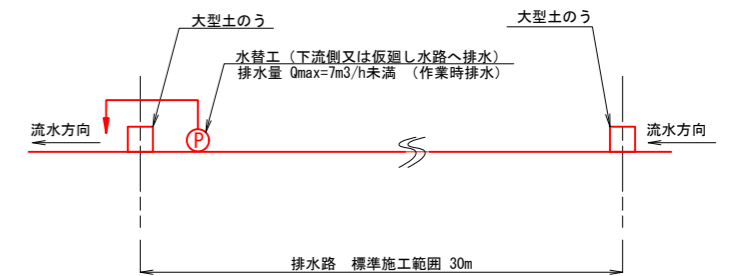 大型土のう
大型土のう
水替工（下流側又は仮廻し水路へ排水）
排水量 Qmax=7m3/h未満 （作業時排水）
流水方向
P
流水方向
排水路 標準施工範囲 30m